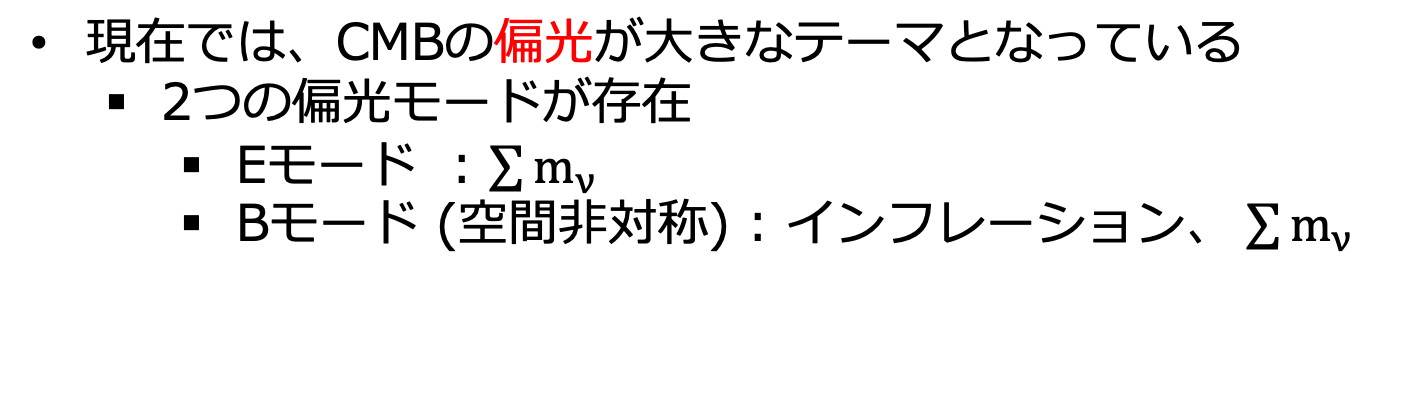 • 現在では、CMBの偏光が大きなテーマとなっている
▪ 2つの偏光モードが存在
▪ Eモード ：∑ mν
▪ Bモード (空間非対称)：インフレーション、 ∑ mν